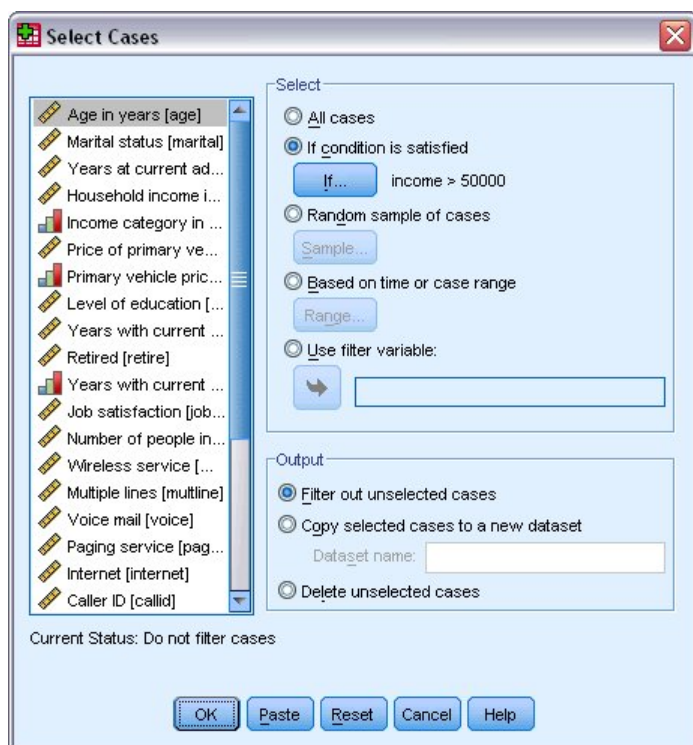 Select Cases
Age in years [age]
Marital status [marital]
Years at current ad...
Household income i...
Income category in ...
Price of primary ve...
Primary vehicle pric...
Level of education [...
Years with current ...
Retired [retire]
Years with current ...
Job satisfaction [job...
Number of people in...
Wireless service [...
Multiple lines [multline]
Voice mail [voice]
Paging service [pag...
Internet [internet]
Caller ID [callid]
Current Status: Do not filter cases
Select
All cases
If condition is satisfied
If... income > 50000
Random sample of cases
Sample...
Based on time or case range
Range...
Use filter variable:
Output
Filter out unselected cases
Copy selected cases to a new dataset
Dataset name:
Delete unselected cases
OK Paste Reset Cancel Help